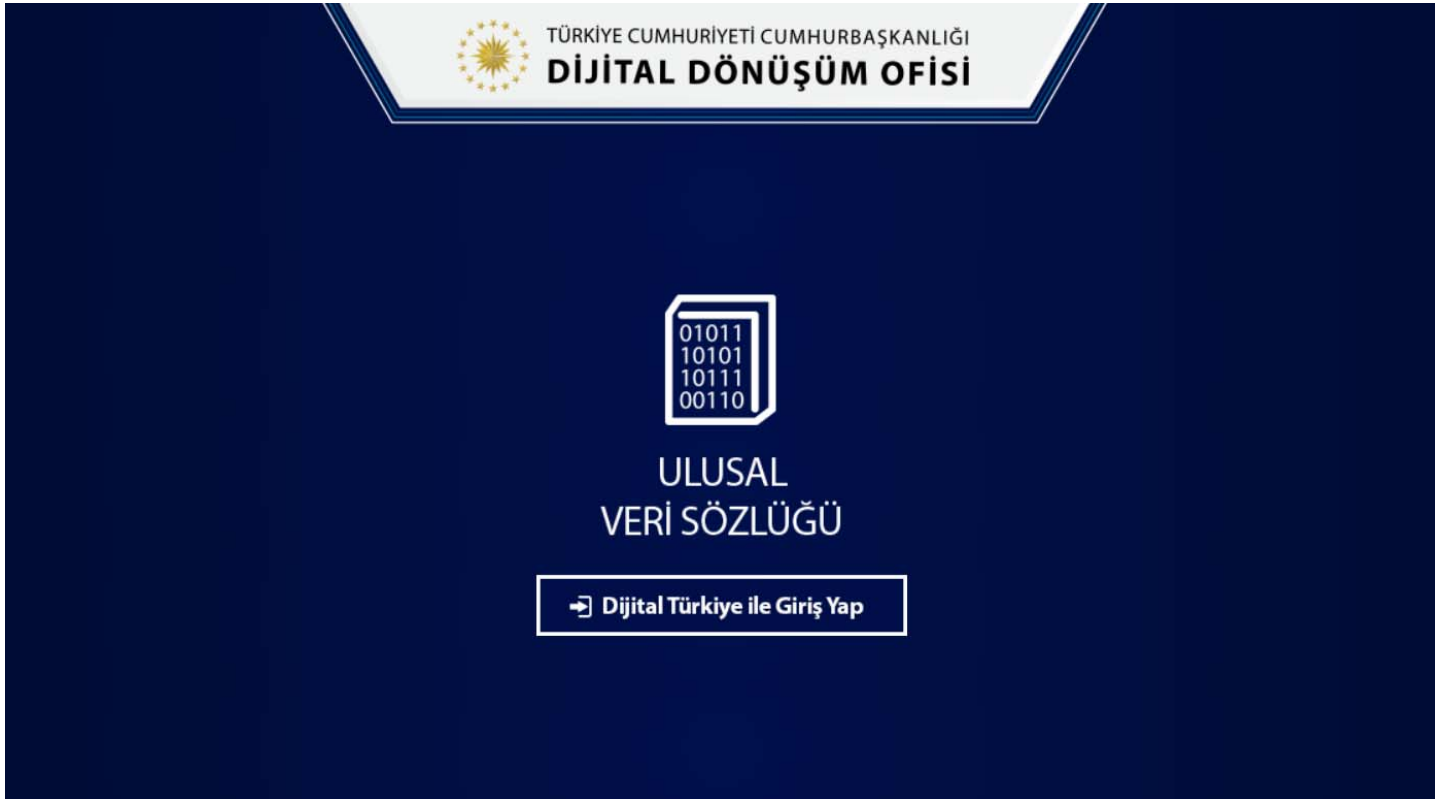 TÜRKİYE CUMHURİYETİ CUMHURBAŞKANLIĞI
DİJİTAL DÖNÜŞÜM OFİSİ
01011
10101
10111
00110
ULUSAL
VERİ SÖZLÜĞÜ
Dijital Türkiye ile Giriş Yap